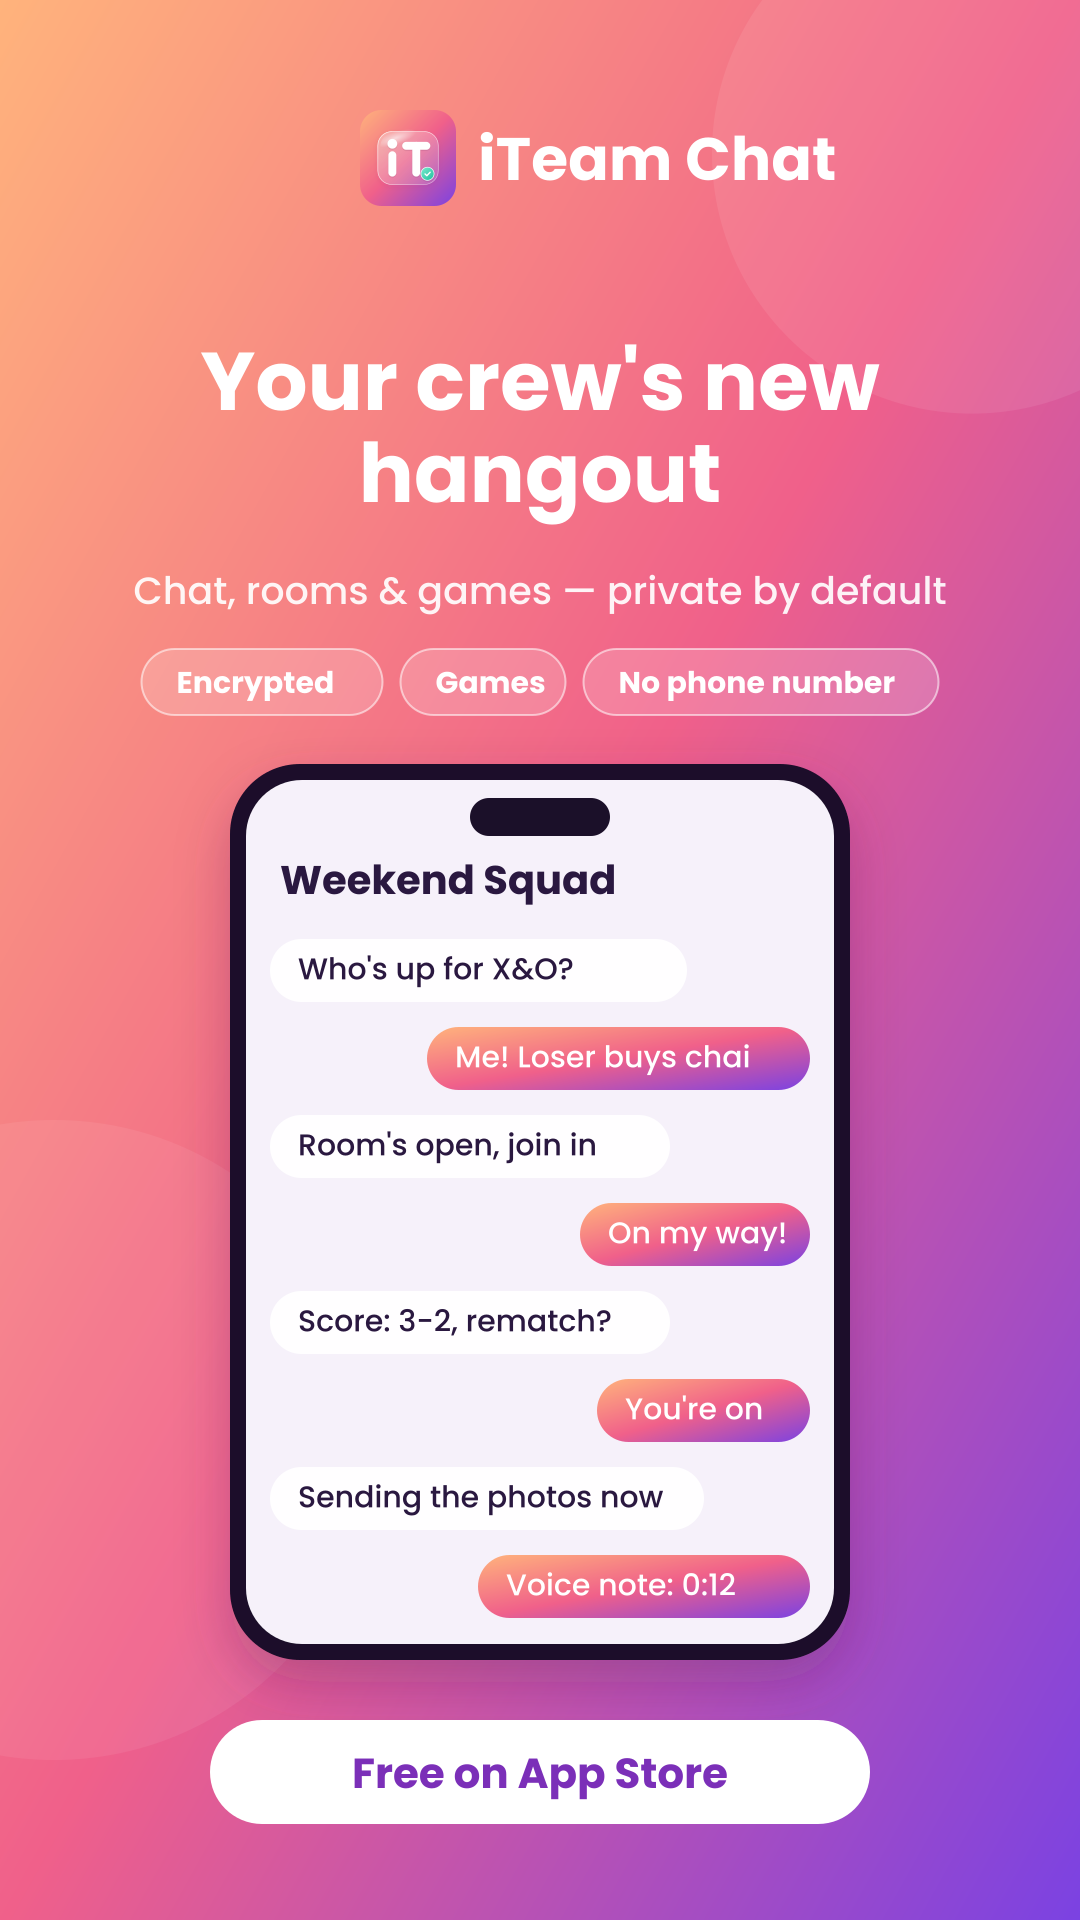 iT
iTeam Chat
Your crew's new
hangout
Chat, rooms & games — private by default
Encrypted
Games
No phone number
Weekend Squad
Who's up for X&O?
Me! Loser buys chai
Room's open, join in
On my way!
Score: 3-2, rematch?
You're on
Sending the photos now
Voice note: 0:12
Free on App Store